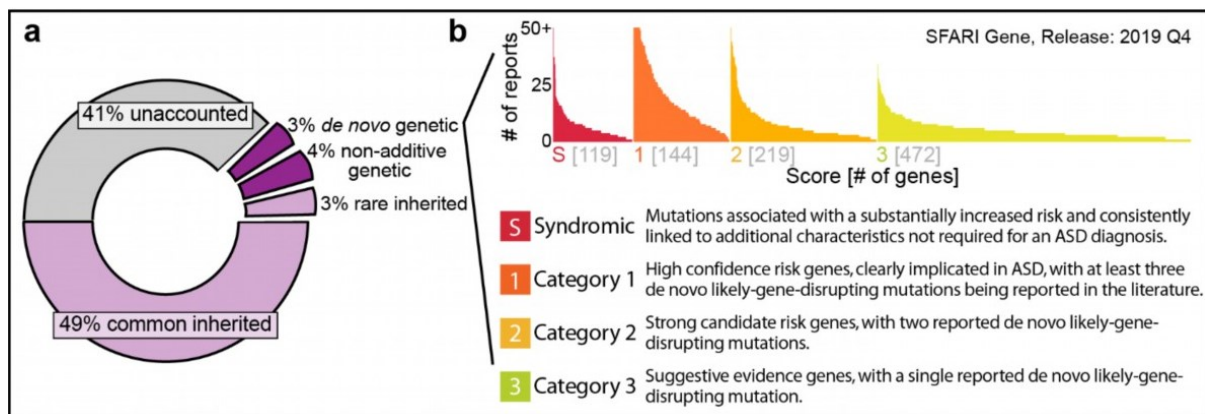 a
41% unaccounted
3% de novo genetic
4% non-additive
genetic
3% rare inherited
49% common inherited
b
SFARI Gene, Release: 2019 Q4
# of reports
50+
25
0
S [119] 1 [144] 2 [219] 3 [472]
Score [# of genes]
S Syndromic
Mutations associated with a substantially increased risk and consistently
linked to additional characteristics not required for an ASD diagnosis.
1 Category 1
High confidence risk genes, clearly implicated in ASD, with at least three
de novo likely-gene-disrupting mutations being reported in the literature.
2 Category 2
Strong candidate risk genes, with two reported de novo likely-gene-
disrupting mutations.
3 Category 3
Suggestive evidence genes, with a single reported de novo likely-gene-
disrupting mutation.